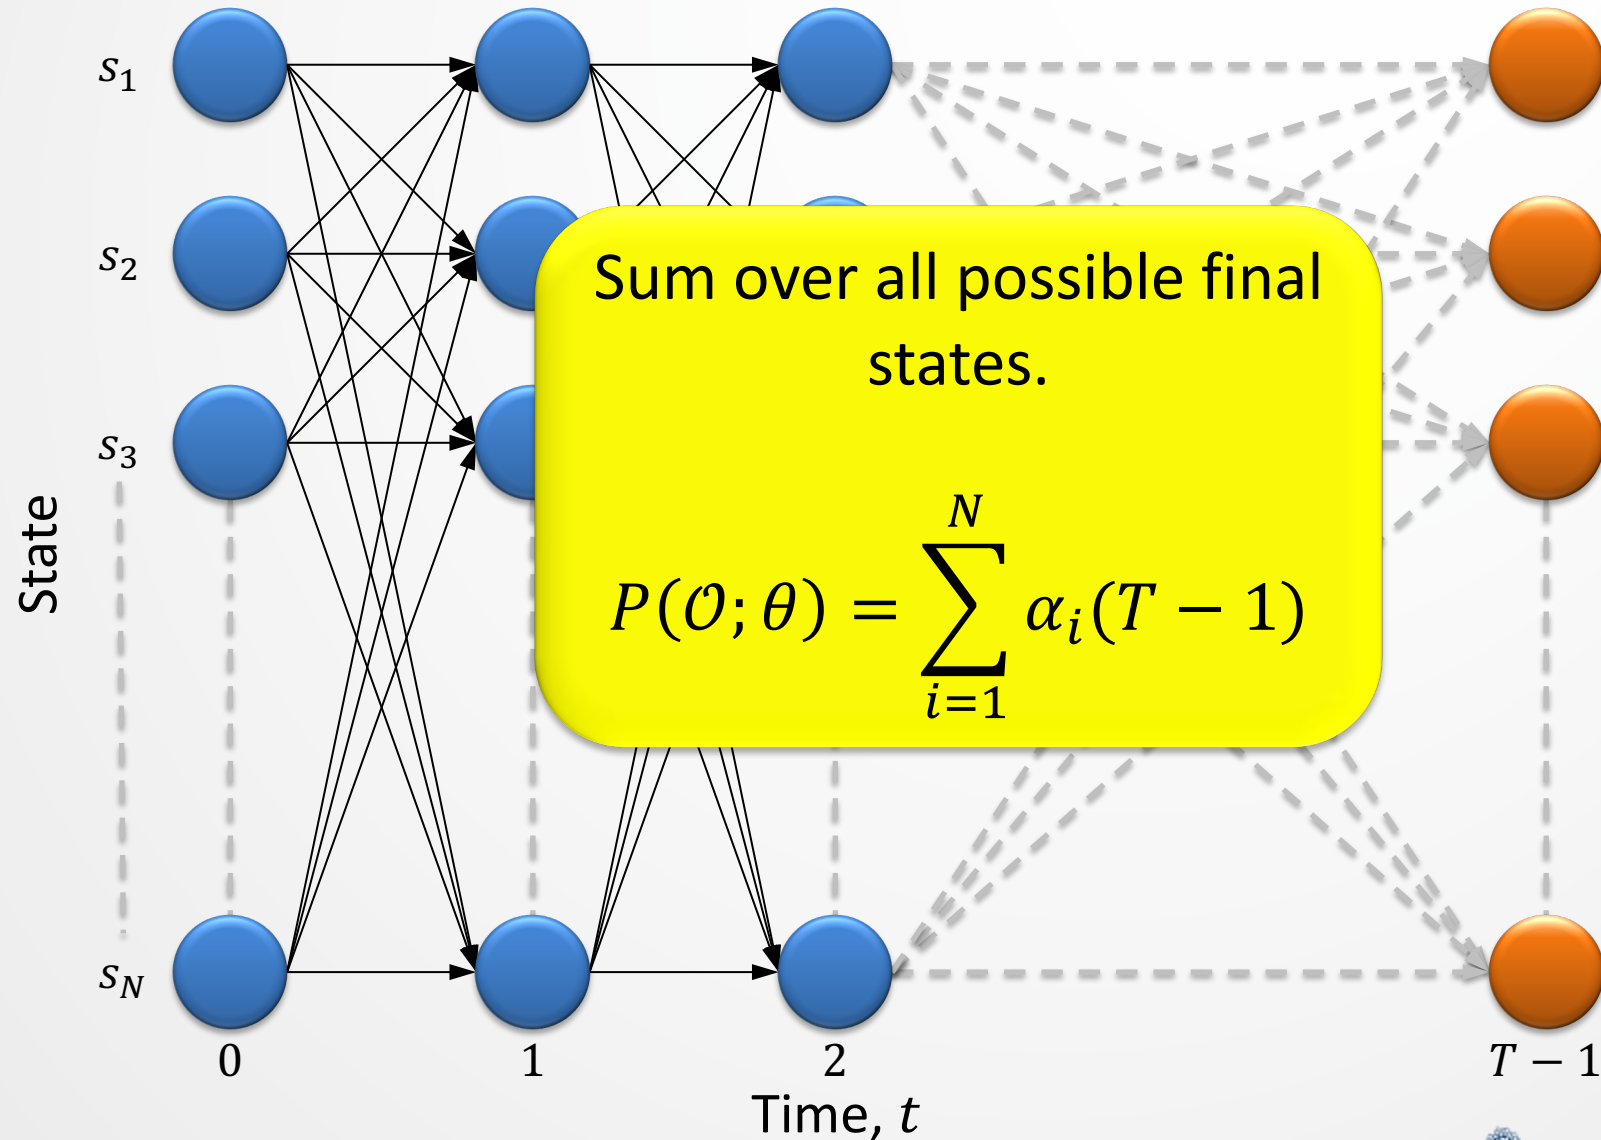 s₁
s₂
s₃
s_N
State
Sum over all possible final
states.
P(𝒪; θ) = ∑_{i=1}^{N} α_i(T − 1)
0 1 2 T − 1
Time, t